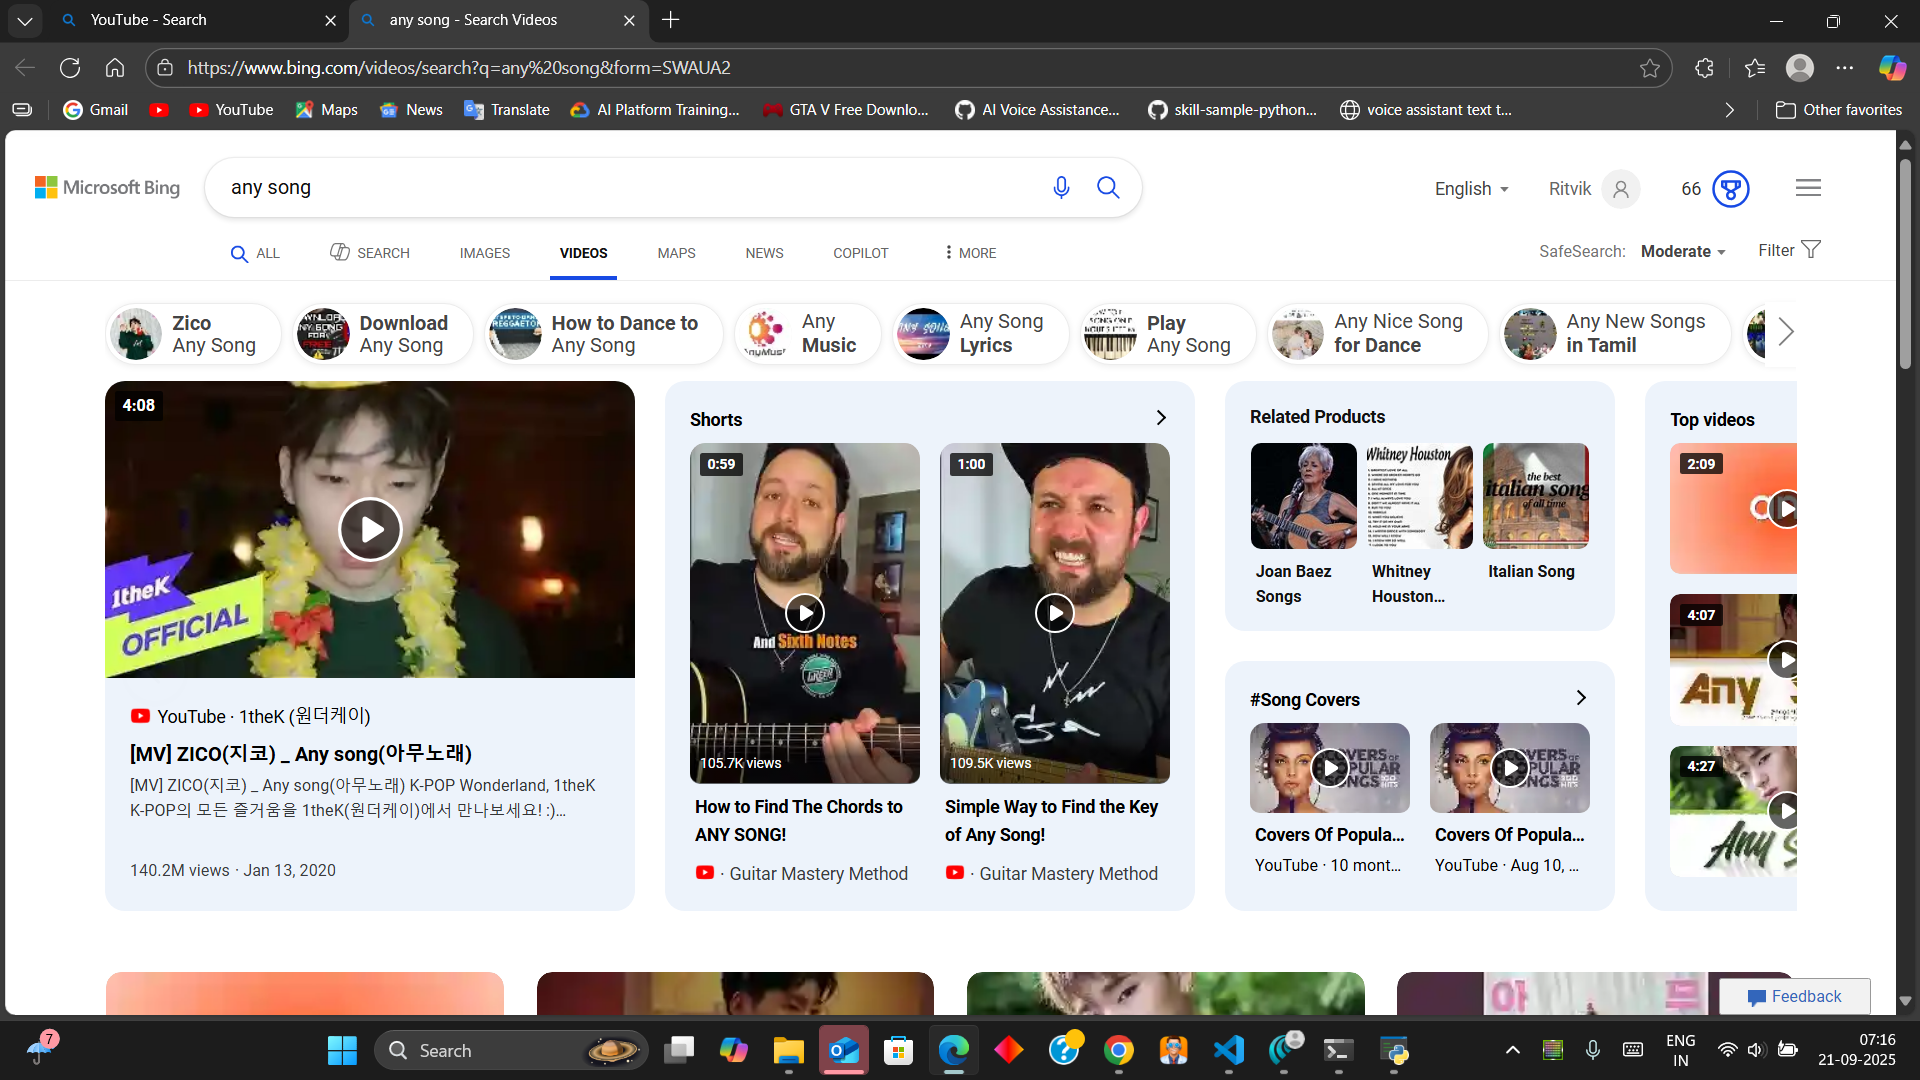 YouTube - Search
any song - Search Videos
https://www.bing.com/videos/search?q=any%20song&form=SWAUA2
Gmail
YouTube
Maps
News
Translate
AI Platform Training...
GTA V Free Downlo...
AI Voice Assistance...
skill-sample-python...
voice assistant text t...
Other favorites
Microsoft Bing
any song
English
Ritvik
66
ALL
SEARCH
IMAGES
VIDEOS
MAPS
NEWS
COPILOT
MORE
SafeSearch: Moderate
Filter
Zico
Any Song
Download
Any Song
How to Dance to
Any Song
Any
Music
Any Song
Lyrics
Play
Any Song
Any Nice Song
for Dance
Any New Songs
in Tamil
4:08
1theK
OFFICIAL
YouTube · 1theK (원더케이)
[MV] ZICO(지코) _ Any song(아무노래)
[MV] ZICO(지코) _ Any song(아무노래) K-POP Wonderland, 1theK
K-POP의 모든 즐거움을 1theK(원더케이)에서 만나보세요! :)...
140.2M views · Jan 13, 2020
Shorts
0:59
And Sixth Notes
GREEN
105.7K views
How to Find The Chords to
ANY SONG!
· Guitar Mastery Method
1:00
109.5K views
Simple Way to Find the Key
of Any Song!
· Guitar Mastery Method
Related Products
Whitney Houston
the best
italian song
of all time
Joan Baez
Songs
Whitney
Houston...
Italian Song
#Song Covers
COVERS OF
POPULAR
SONGS
HITS
Covers Of Popula...
YouTube · 10 mont...
Covers Of Popula...
YouTube · Aug 10, ...
Top videos
2:09
4:07
Any
4:27
Any S
Feedback
7
Search
ENG
IN
07:16
21-09-2025